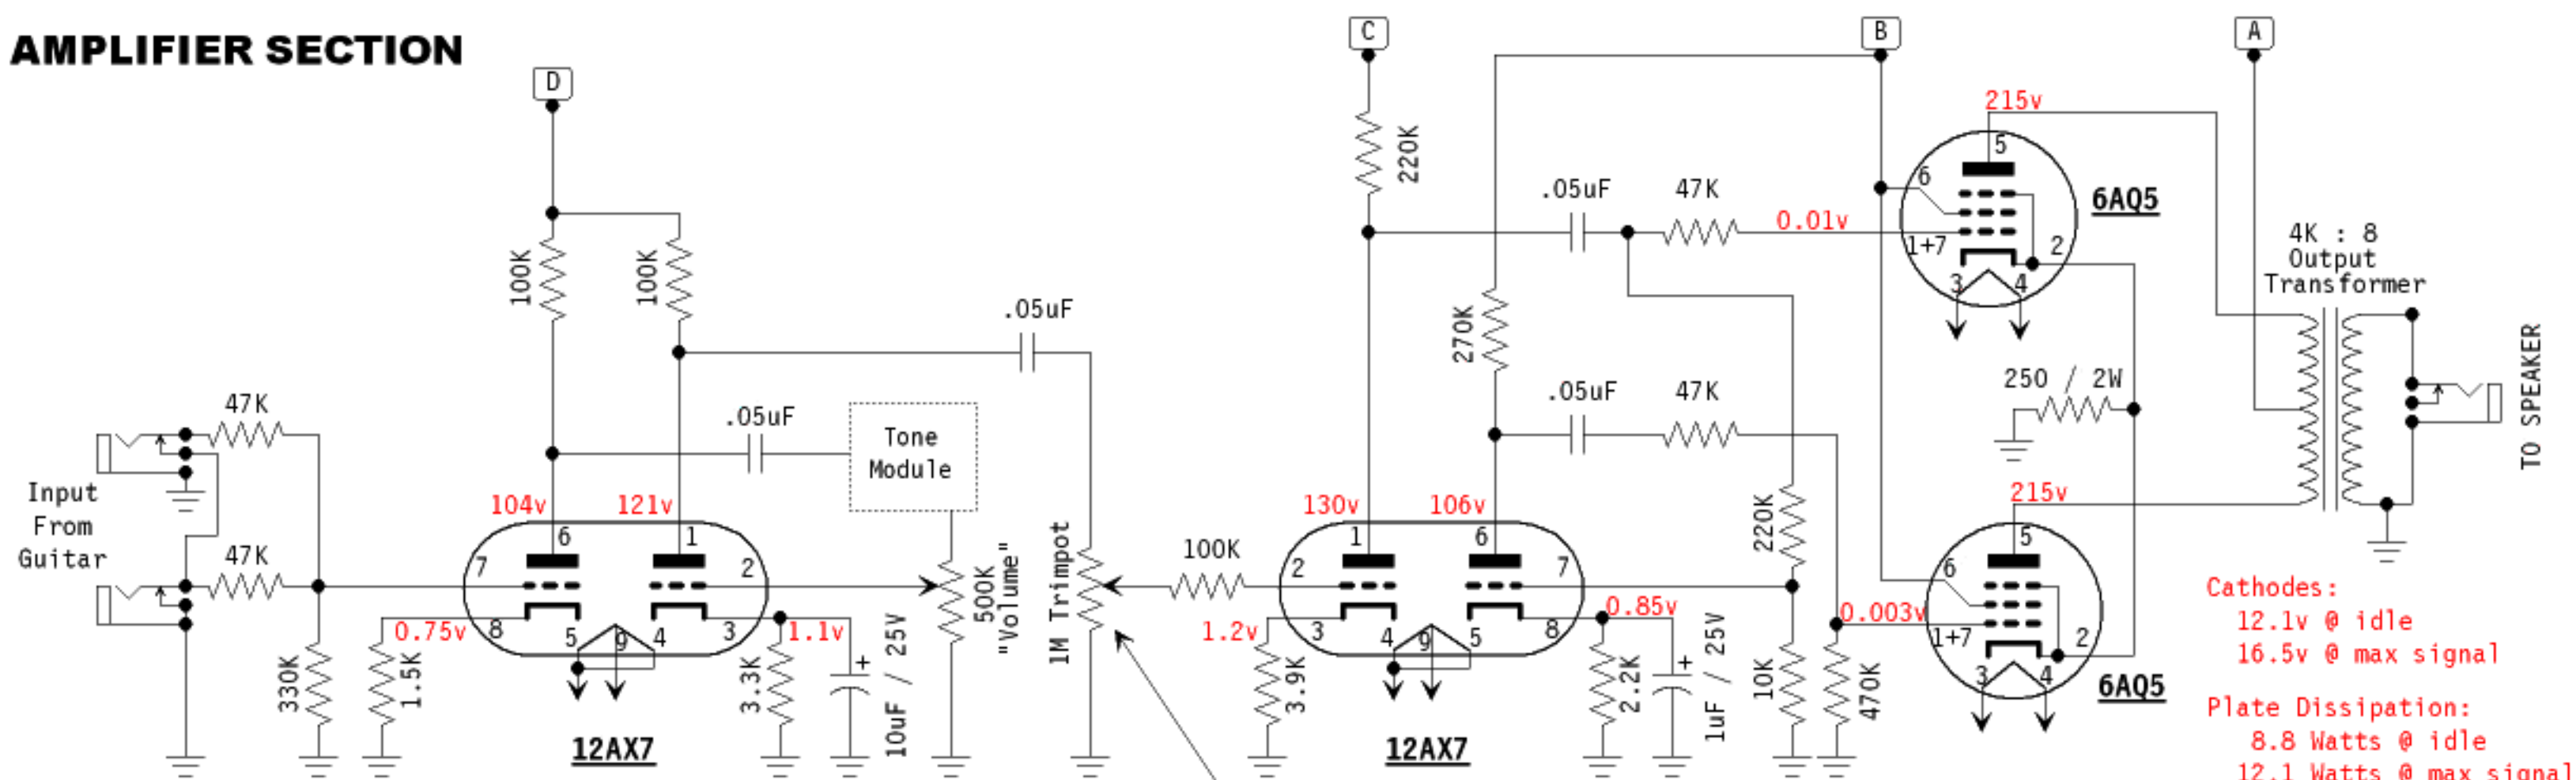 AMPLIFIER SECTION
D
C
B
A
Input
From
Guitar
47K
47K
330K
100K
100K
104v
121v
6
1
7
2
8
5
9
4
3
0.75v
1.1v
1.5K
3.3K
10uF / 25V
12AX7
.05uF
Tone
Module
500K
"Volume"
.05uF
1M Trimpot
100K
220K
270K
130v
106v
1
6
2
7
3
4
9
5
8
1.2v
0.85v
3.9K
2.2K
1uF / 25V
12AX7
.05uF
47K
0.01v
.05uF
47K
220K
10K
470K
0.003v
215v
5
6
1+7
2
3
4
6AQ5
250 / 2W
215v
5
6
1+7
2
3
4
6AQ5
4K : 8
Output
Transformer
TO SPEAKER
Cathodes:
12.1v @ idle
16.5v @ max signal
Plate Dissipation:
8.8 Watts @ idle
12.1 Watts @ max signal